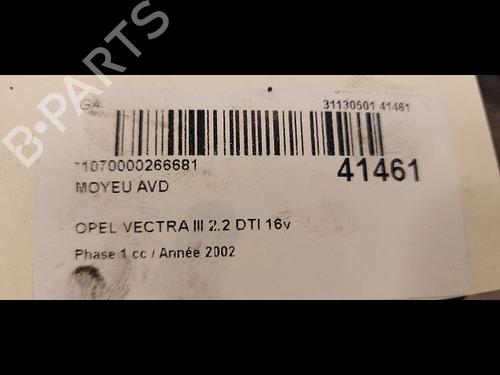 GA
31130501 41461
*1070000266681
41461
MOYEU AVD
OPEL VECTRA III 2.2 DTI 16v
Phase 1 cc / Année 2002
B-PARTS